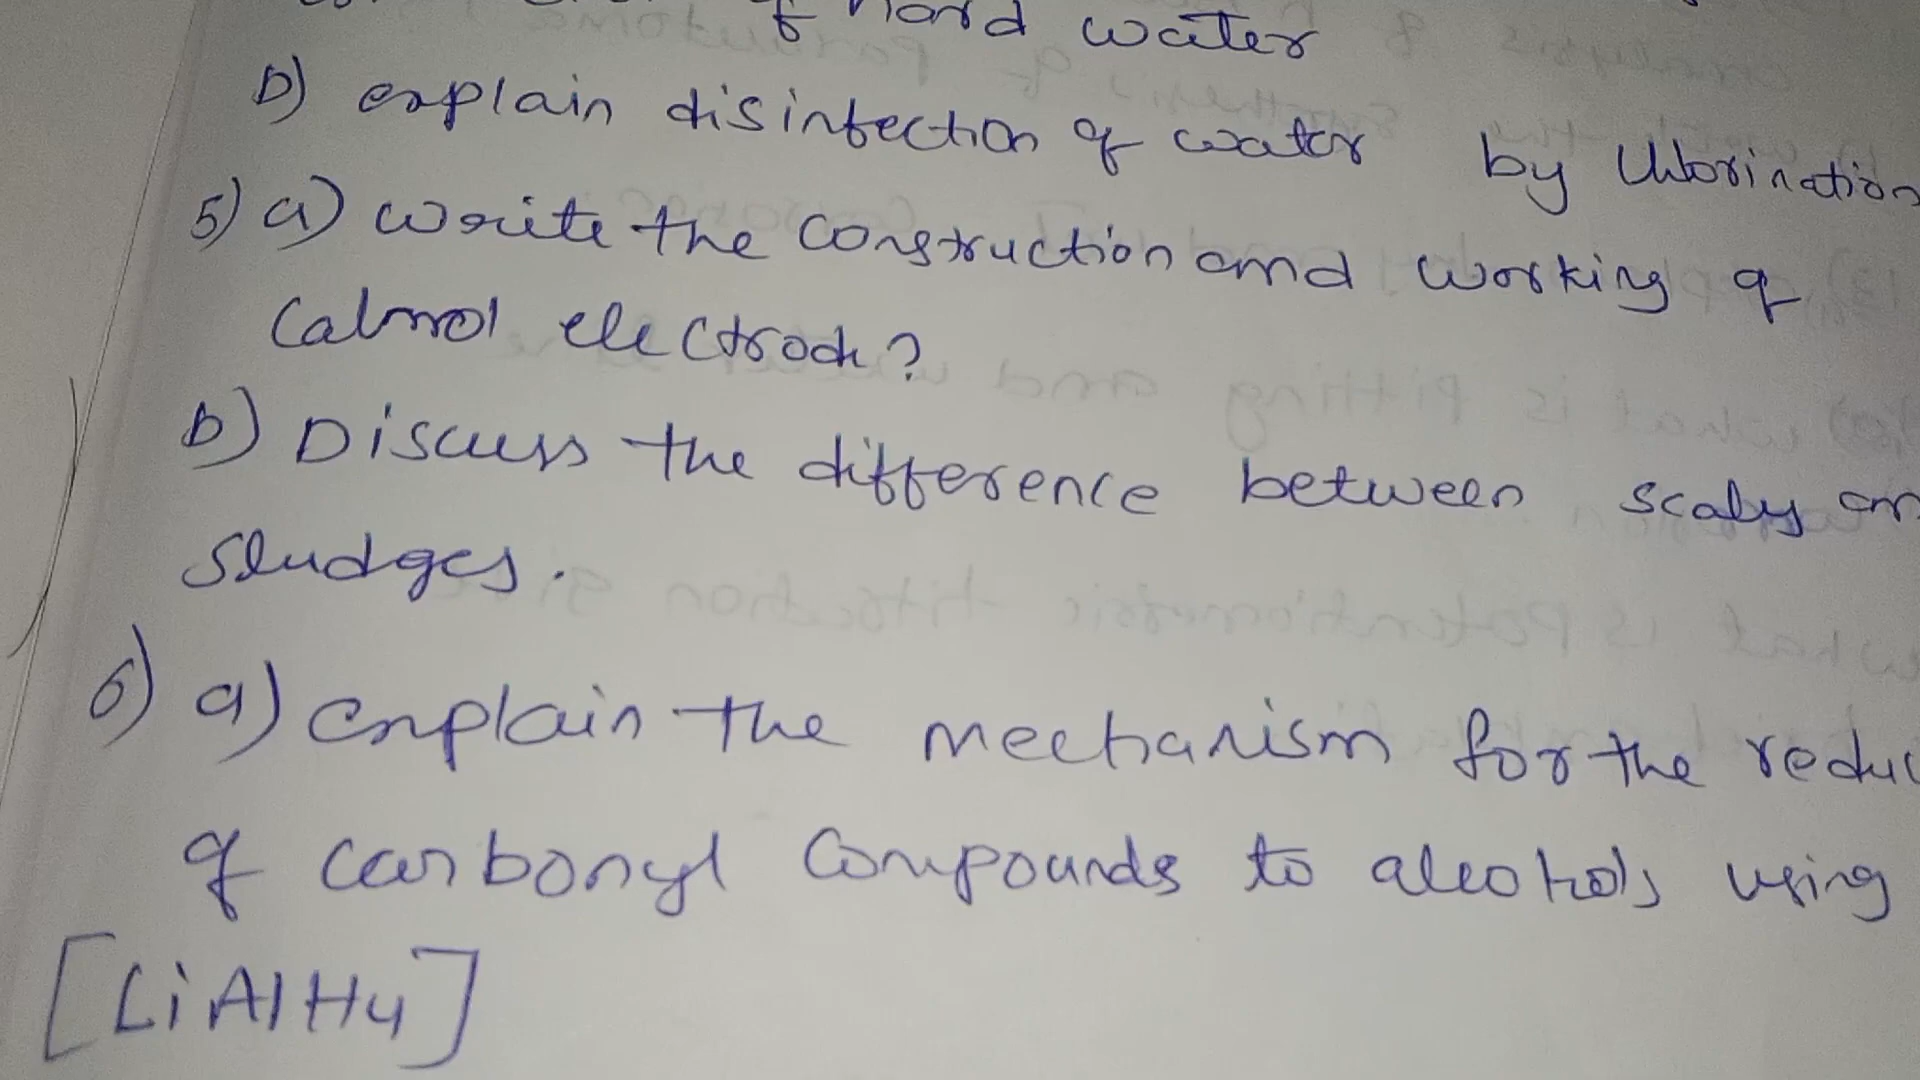 of hard water
D) explain disinfection of water by Chlorination
5) a) write the construction and working of
Calomel electrode?
b) Discuss the difference between scales an
sludges.
6) a) explain the mechanism for the reduc
of carbonyl compounds to alcohols using
[LiAlH4]